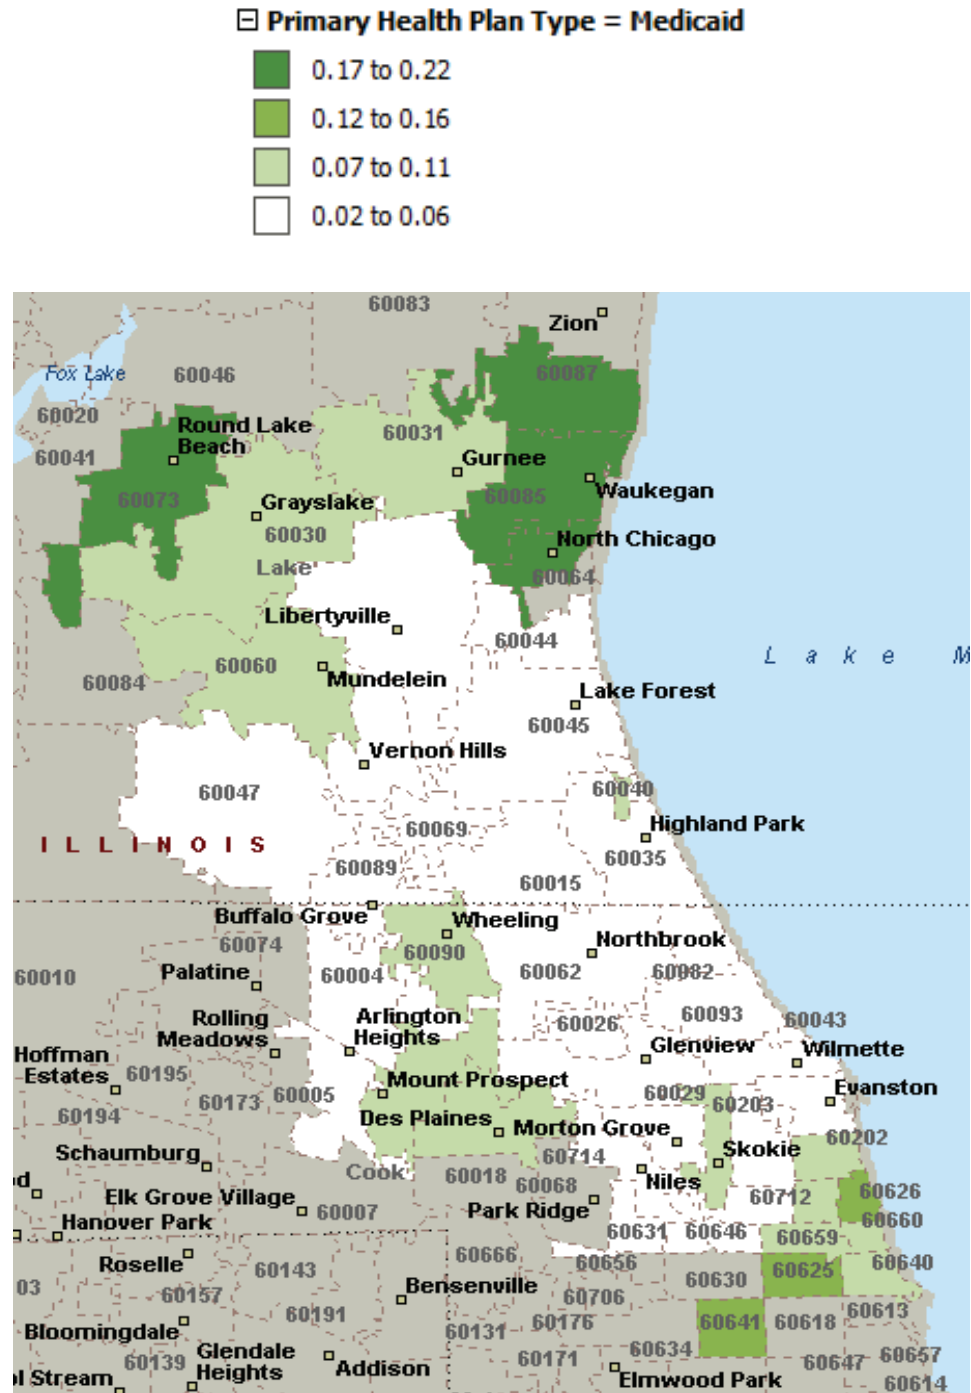 Primary Health Plan Type = Medicaid
0.17 to 0.22
0.12 to 0.16
0.07 to 0.11
0.02 to 0.06
60083
Zion
Fox Lake
60046
60087
60020
Round Lake
Beach
60031
60041
Gurnee
60073
60085
Waukegan
Grayslake
60030
North Chicago
Lake
60064
Libertyville
60044
60060
Mundelein
60084
Lake Forest
60045
L a k e M
Vernon Hills
60047
60040
60069
Highland Park
ILLINOIS
60035
60089
60015
Buffalo Grove
Wheeling
60074
60090
Northbrook
60010
Palatine
60004
60062
60082
Rolling
Meadows
Arlington
Heights
60026
60093
60043
Hoffman
Estates
Glenview
Wilmette
60195
60173
60005
Mount Prospect
60029
Evanston
60194
Des Plaines
60203
Morton Grove
60202
Schaumburg
Skokie
60714
Cook
60018
60068
Niles
d
Elk Grove Village
60007
Park Ridge
60712
60626
Hanover Park
60660
60631
60646
60659
Roselle
60143
60666
60656
60630
60625
60640
03
60157
Bensenville
60706
60191
60613
Bloomingdale
60131
60176
60641
60618
60139
Glendale
Heights
Addison
60171
60634
60647
60657
ol Stream
Elmwood Park
60614